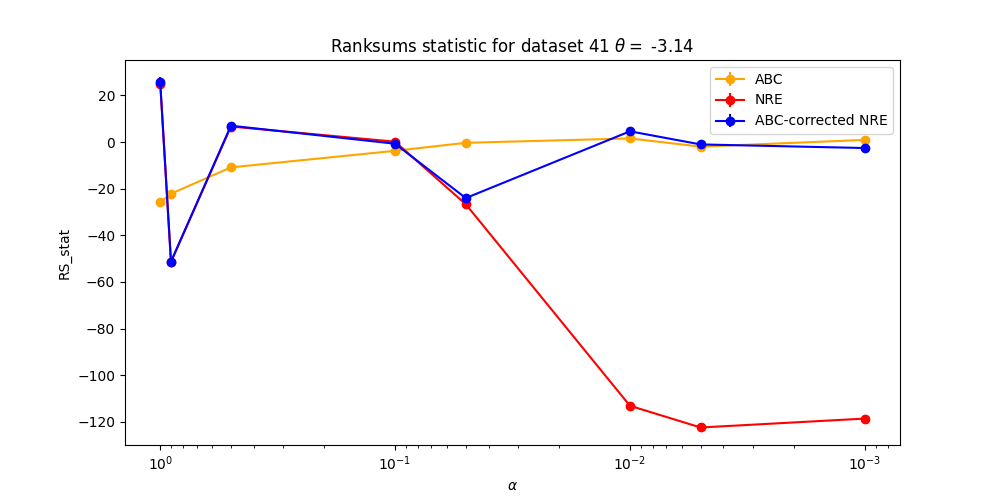 Ranksums statistic for dataset 41 θ = -3.14
ABC
NRE
ABC-corrected NRE
RS_stat
20
0
−20
−40
−60
−80
−100
−120
10⁰
10⁻¹
10⁻²
10⁻³
α